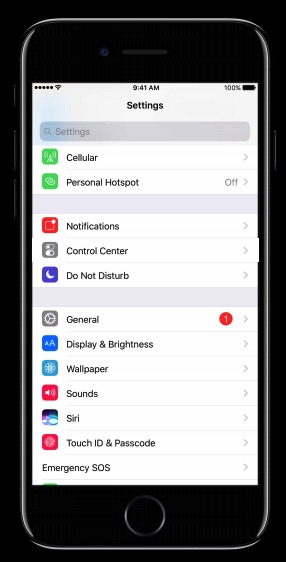 9:41 AM 100%
Settings
Settings
Cellular
Personal Hotspot Off
Notifications
Control Center
Do Not Disturb
General 1
Display & Brightness
AA
Wallpaper
Sounds
Siri
Touch ID & Passcode
Emergency SOS